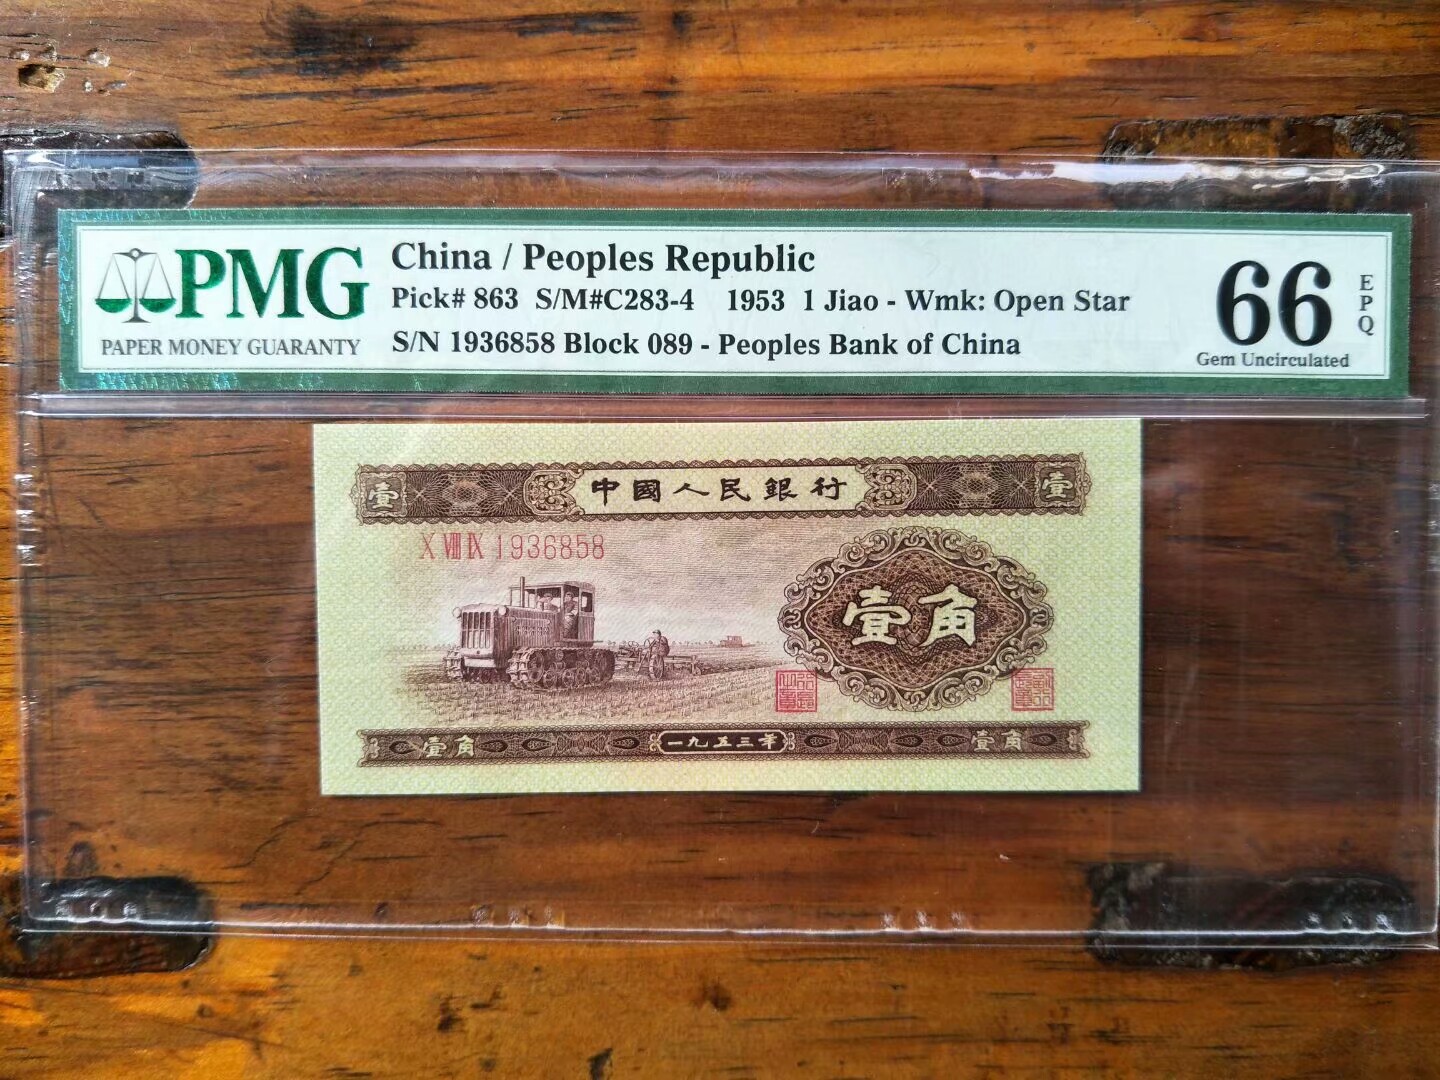 PMG
PAPER MONEY GUARANTY
China / Peoples Republic
Pick# 863 S/M#C283-4 1953 1 Jiao - Wmk: Open Star
S/N 1936858 Block 089 - Peoples Bank of China
66
EPQ
Gem Uncirculated
壹 中國人民銀行 壹
X VIII IX 1936858
壹角
壹角 一九五三年 壹角